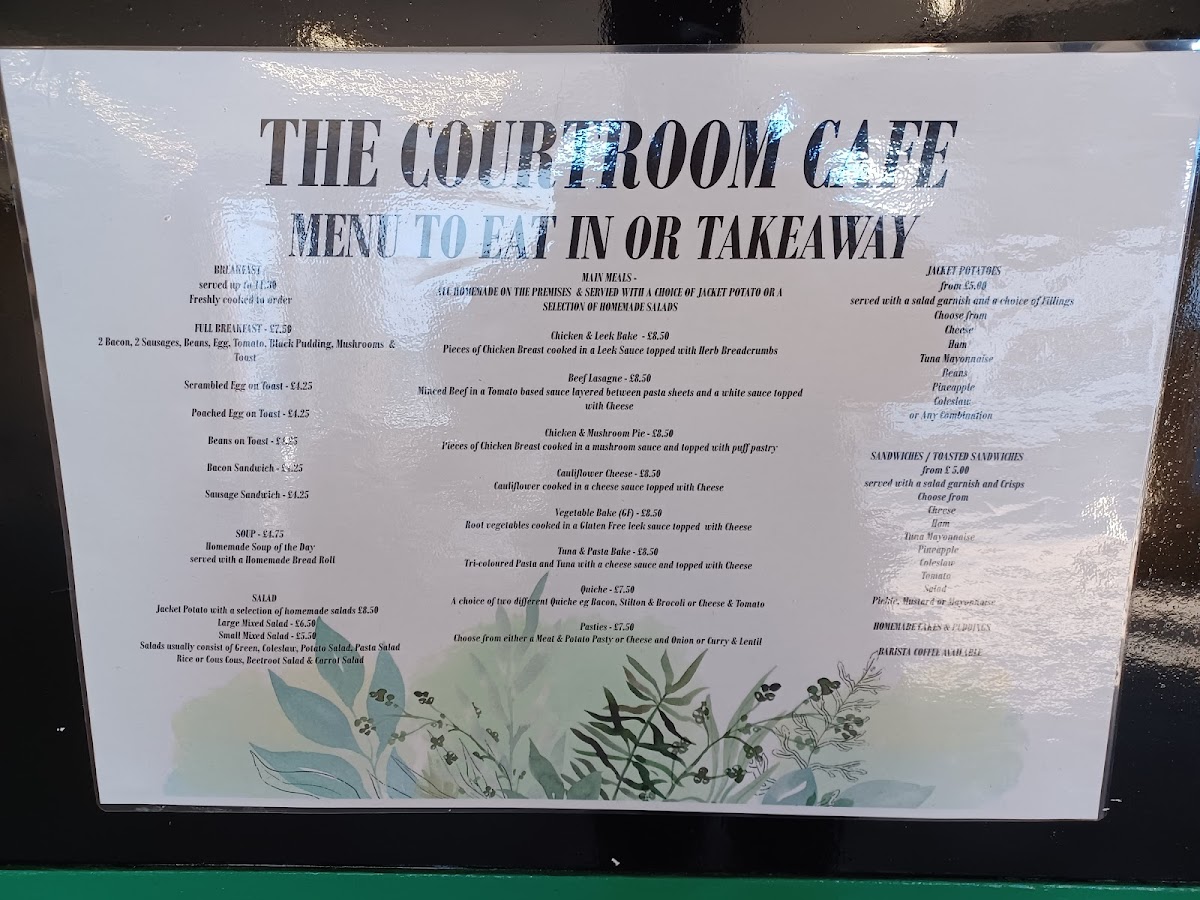 THE COURTROOM CAFE
MENU TO EAT IN OR TAKEAWAY
BREAKFAST
served up to 11.30
Freshly cooked to order
FULL BREAKFAST - £7.50
2 Bacon, 2 Sausages, Beans, Egg, Tomato, Black Pudding, Mushrooms &
Toast
Scrambled Egg on Toast - £4.25
Poached Egg on Toast - £4.25
Beans on Toast - £4.25
Bacon Sandwich - £4.25
Sausage Sandwich - £4.25
SOUP - £4.75
Homemade Soup of the Day
served with a Homemade Bread Roll
SALAD
Jacket Potato with a selection of homemade salads £8.50
Large Mixed Salad - £6.50
Small Mixed Salad - £5.50
Salads usually consist of Green, Coleslaw, Potato Salad, Pasta Salad
Rice or Cous Cous, Beetroot Salad & Carrot Salad
MAIN MEALS -
ALL HOMEMADE ON THE PREMISES & SERVIED WITH A CHOICE OF JACKET POTATO OR A
SELECTION OF HOMEMADE SALADS
Chicken & Leek Bake - £8.50
Pieces of Chicken Breast cooked in a Leek Sauce topped with Herb Breadcrumbs
Beef Lasagne - £8.50
Minced Beef in a Tomato based sauce layered between pasta sheets and a white sauce topped
with Cheese
Chicken & Mushroom Pie - £8.50
Pieces of Chicken Breast cooked in a mushroom sauce and topped with puff pastry
Cauliflower Cheese - £8.50
Cauliflower cooked in a cheese sauce topped with Cheese
Vegetable Bake (GF) - £8.50
Root vegetables cooked in a Gluten Free leek sauce topped with Cheese
Tuna & Pasta Bake - £8.50
Tri-coloured Pasta and Tuna with a cheese sauce and topped with Cheese
Quiche - £7.50
A choice of two different Quiche eg Bacon, Stilton & Brocoli or Cheese & Tomato
Pasties - £7.50
Choose from either a Meat & Potato Pasty or Cheese and Onion or Curry & Lentil
JACKET POTATOES
from £5.00
served with a salad garnish and a choice of Fillings
Choose from
Cheese
Ham
Tuna Mayonnaise
Beans
Pineapple
Coleslaw
or Any Combination
SANDWICHES / TOASTED SANDWICHES
from £ 5.00
served with a salad garnish and Crisps
Choose from
Cheese
Ham
Tuna Mayonnaise
Pineapple
Coleslaw
Tomato
Salad
Pickle, Mustard or Mayonnaise
HOMEMADE CAKES & PUDDINGS
BARISTA COFFEE AVAILABLE